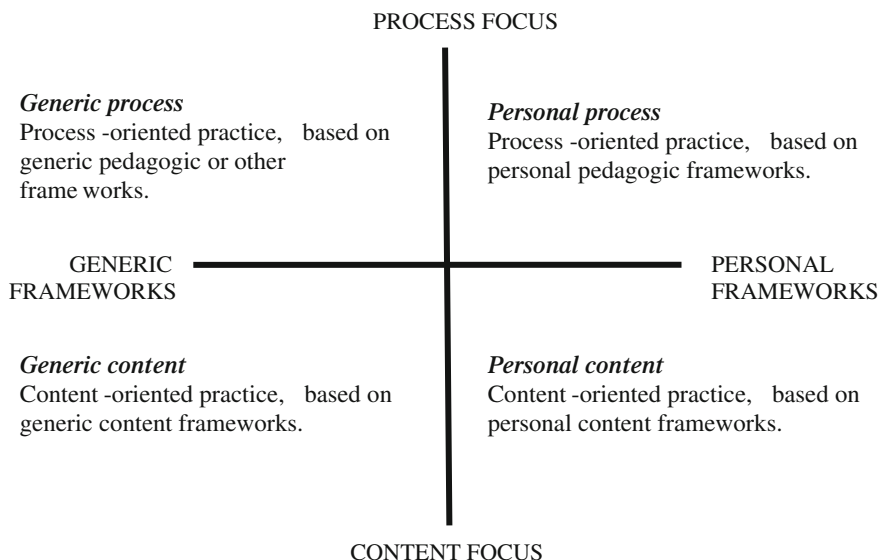 PROCESS FOCUS
Generic process
Process -oriented practice, based on
generic pedagogic or other
frame works.
Personal process
Process -oriented practice, based on
personal pedagogic frameworks.
GENERIC
FRAMEWORKS
PERSONAL
FRAMEWORKS
Generic content
Content -oriented practice, based on
generic content frameworks.
Personal content
Content -oriented practice, based on
personal content frameworks.
CONTENT FOCUS